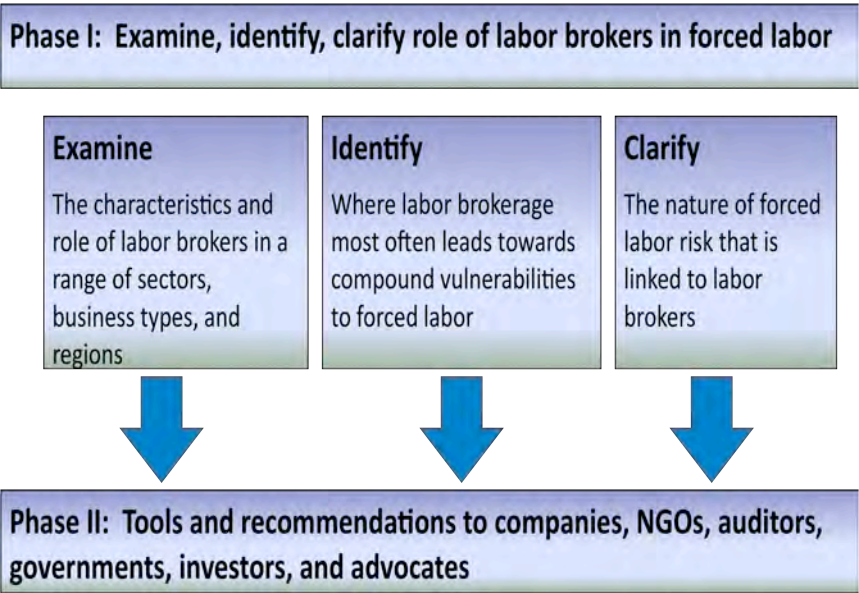 Phase I: Examine, identify, clarify role of labor brokers in forced labor
Examine
The characteristics and
role of labor brokers in a
range of sectors,
business types, and
regions
Identify
Where labor brokerage
most often leads towards
compound vulnerabilities
to forced labor
Clarify
The nature of forced
labor risk that is
linked to labor
brokers
Phase II: Tools and recommendations to companies, NGOs, auditors,
governments, investors, and advocates